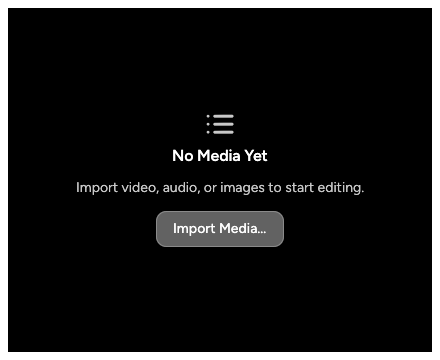 No Media Yet
Import video, audio, or images to start editing.
Import Media...